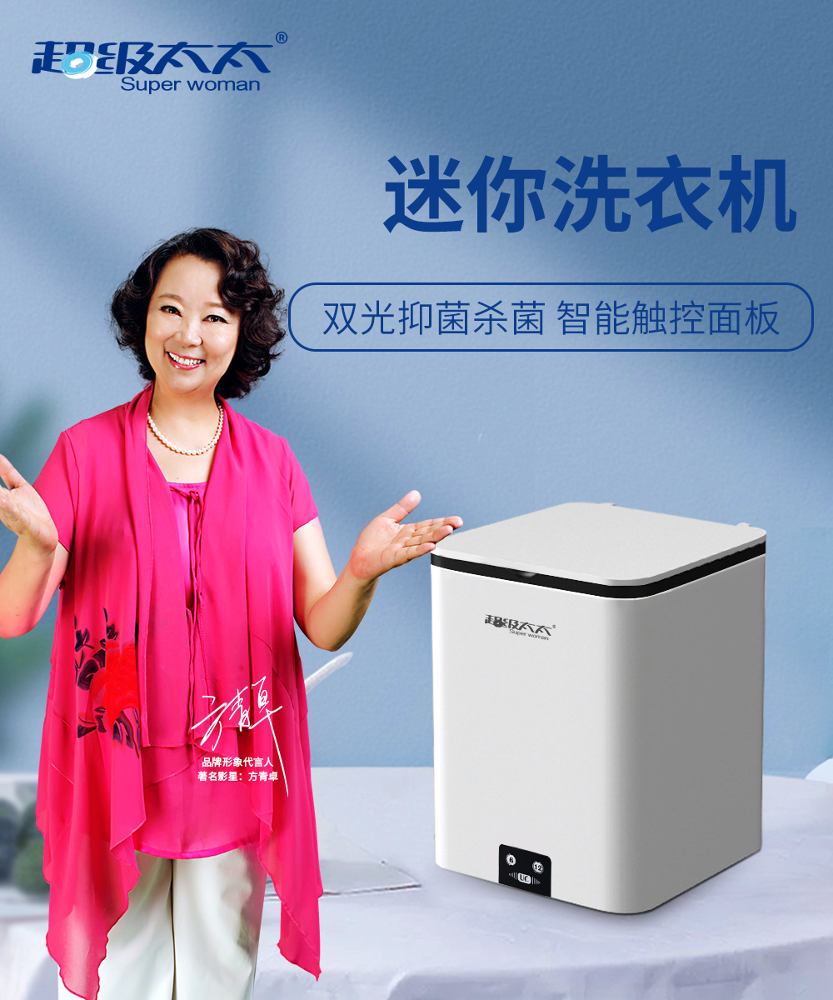 超级太太®
Super woman
迷你洗衣机
双光抑菌杀菌 智能触控面板
超级太太®
Super woman
方青卓
品牌形象代言人
著名影星：方青卓
6
12
UC